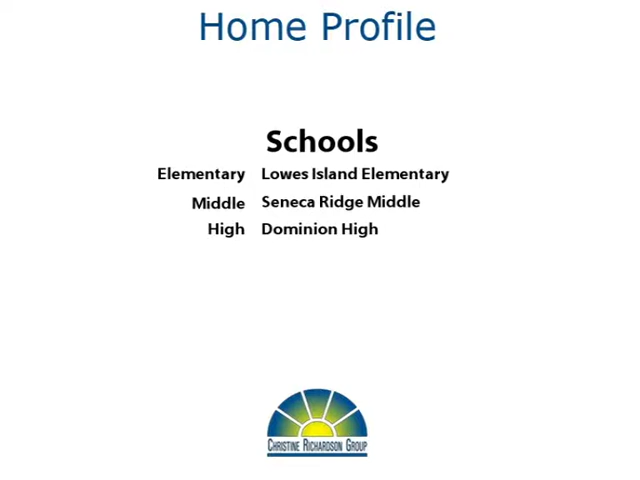 Home Profile
Schools
Elementary Lowes Island Elementary
Middle Seneca Ridge Middle
High Dominion High
CHRISTINE RICHARDSON GROUP